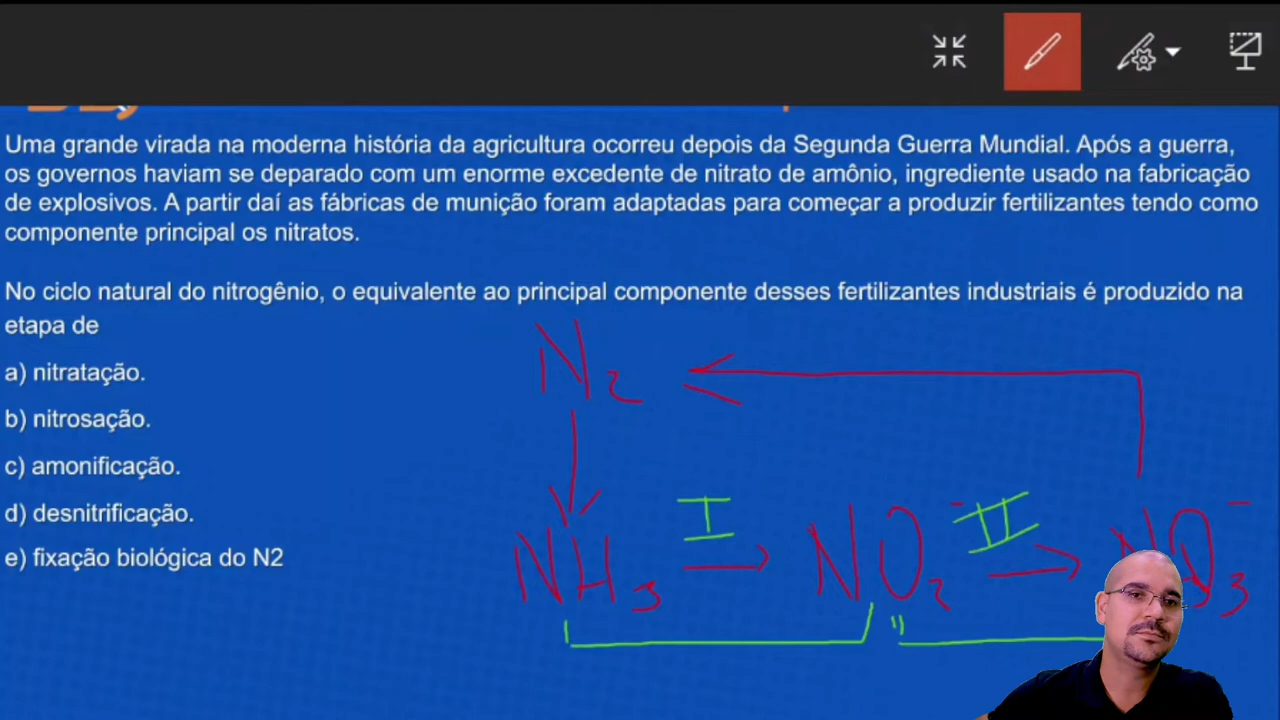 Uma grande virada na moderna história da agricultura ocorreu depois da Segunda Guerra Mundial. Após a guerra,
os governos haviam se deparado com um enorme excedente de nitrato de amônio, ingrediente usado na fabricação
de explosivos. A partir daí as fábricas de munição foram adaptadas para começar a produzir fertilizantes tendo como
componente principal os nitratos.
No ciclo natural do nitrogênio, o equivalente ao principal componente desses fertilizantes industriais é produzido na
etapa de
a) nitratação.
b) nitrosação.
c) amonificação.
d) desnitrificação.
e) fixação biológica do N2
N2
I II
NH3 NO2- NO3-